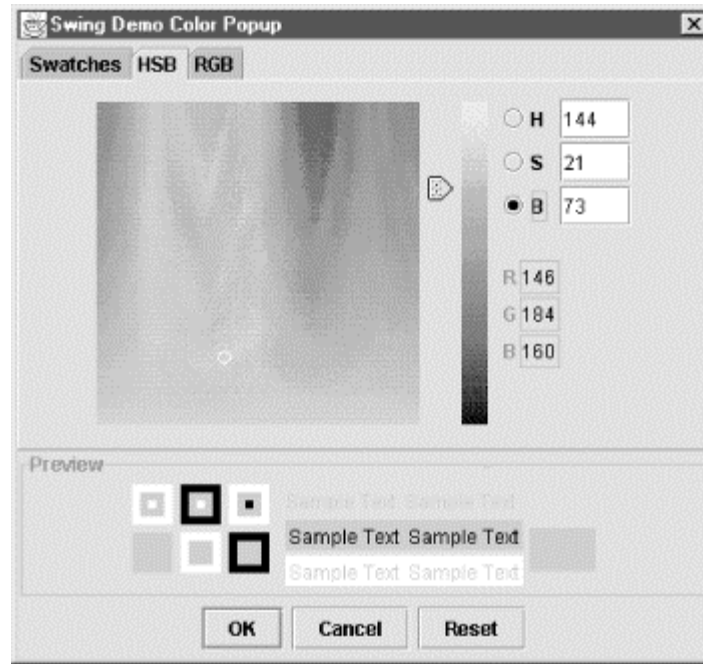 Swing Demo Color Popup
Swatches HSB RGB
H 144
S 21
B 73
R 146
G 184
B 160
Preview
Sample Text Sample Text
Sample Text Sample Text
Sample Text Sample Text
OK Cancel Reset